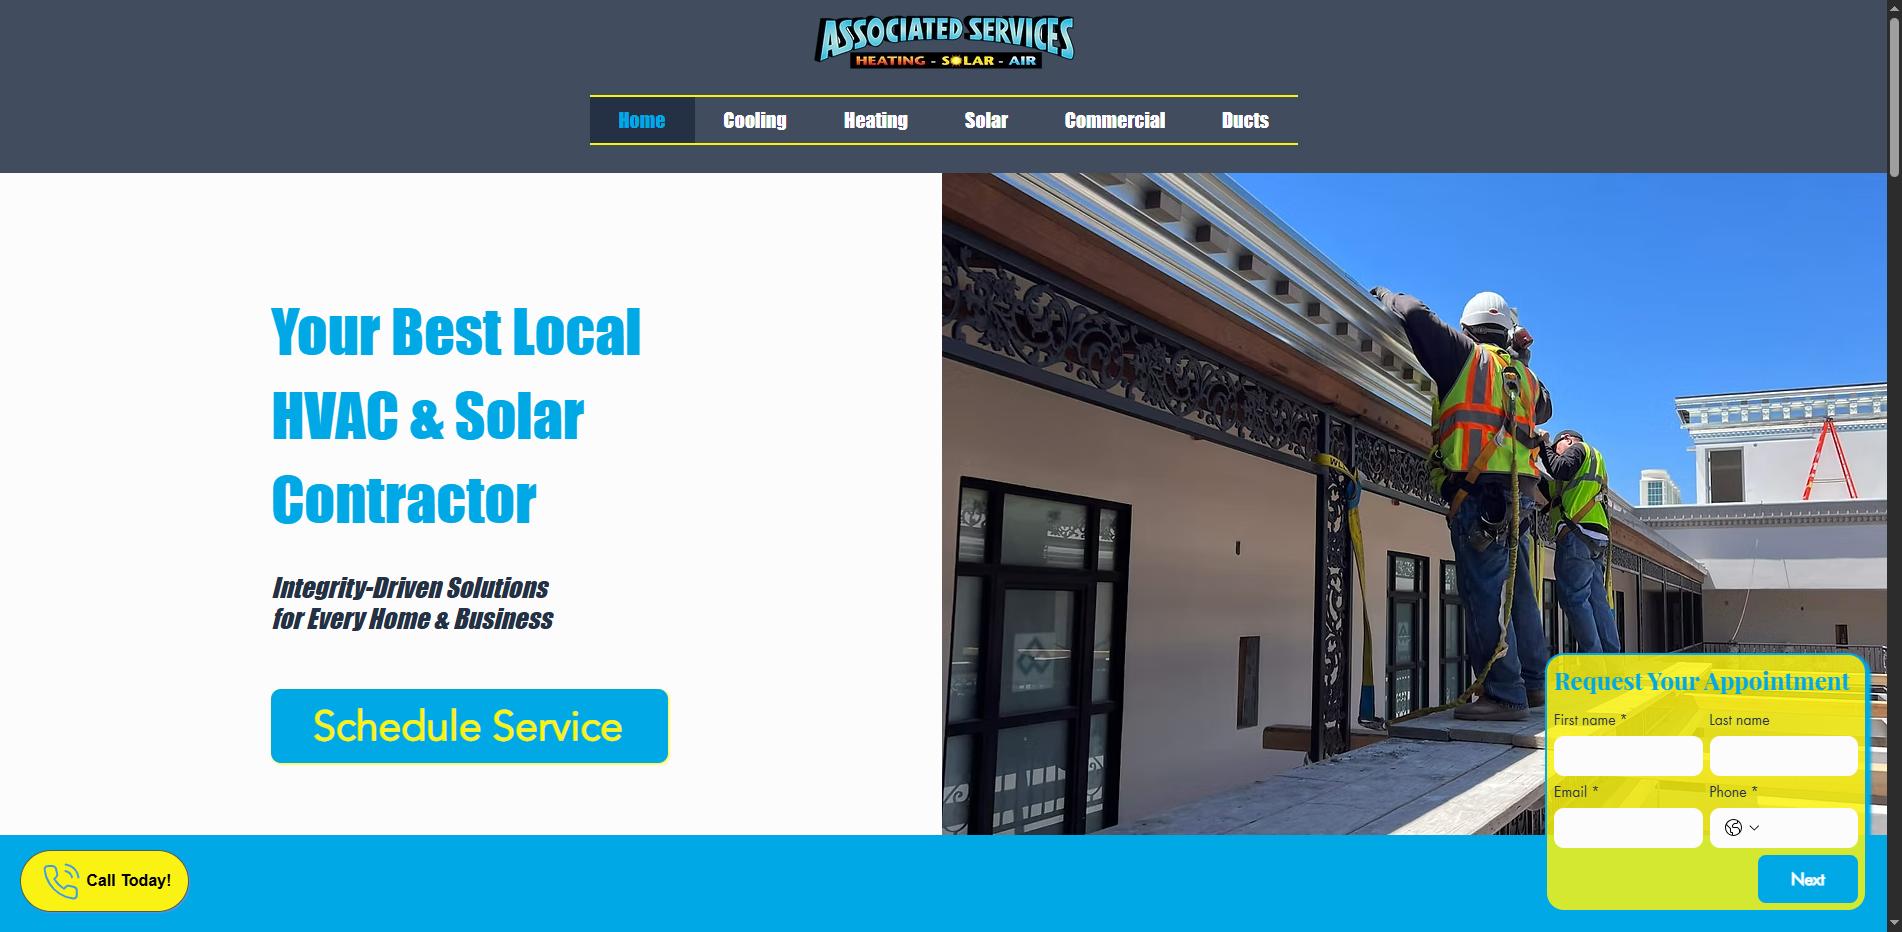 ASSOCIATED SERVICES
HEATING - SOLAR - AIR
Home
Cooling
Heating
Solar
Commercial
Ducts
Your Best Local
HVAC & Solar
Contractor
Integrity-Driven Solutions
for Every Home & Business
Schedule Service
Request Your Appointment
First name *
Last name
Email *
Phone *
Next
Call Today!